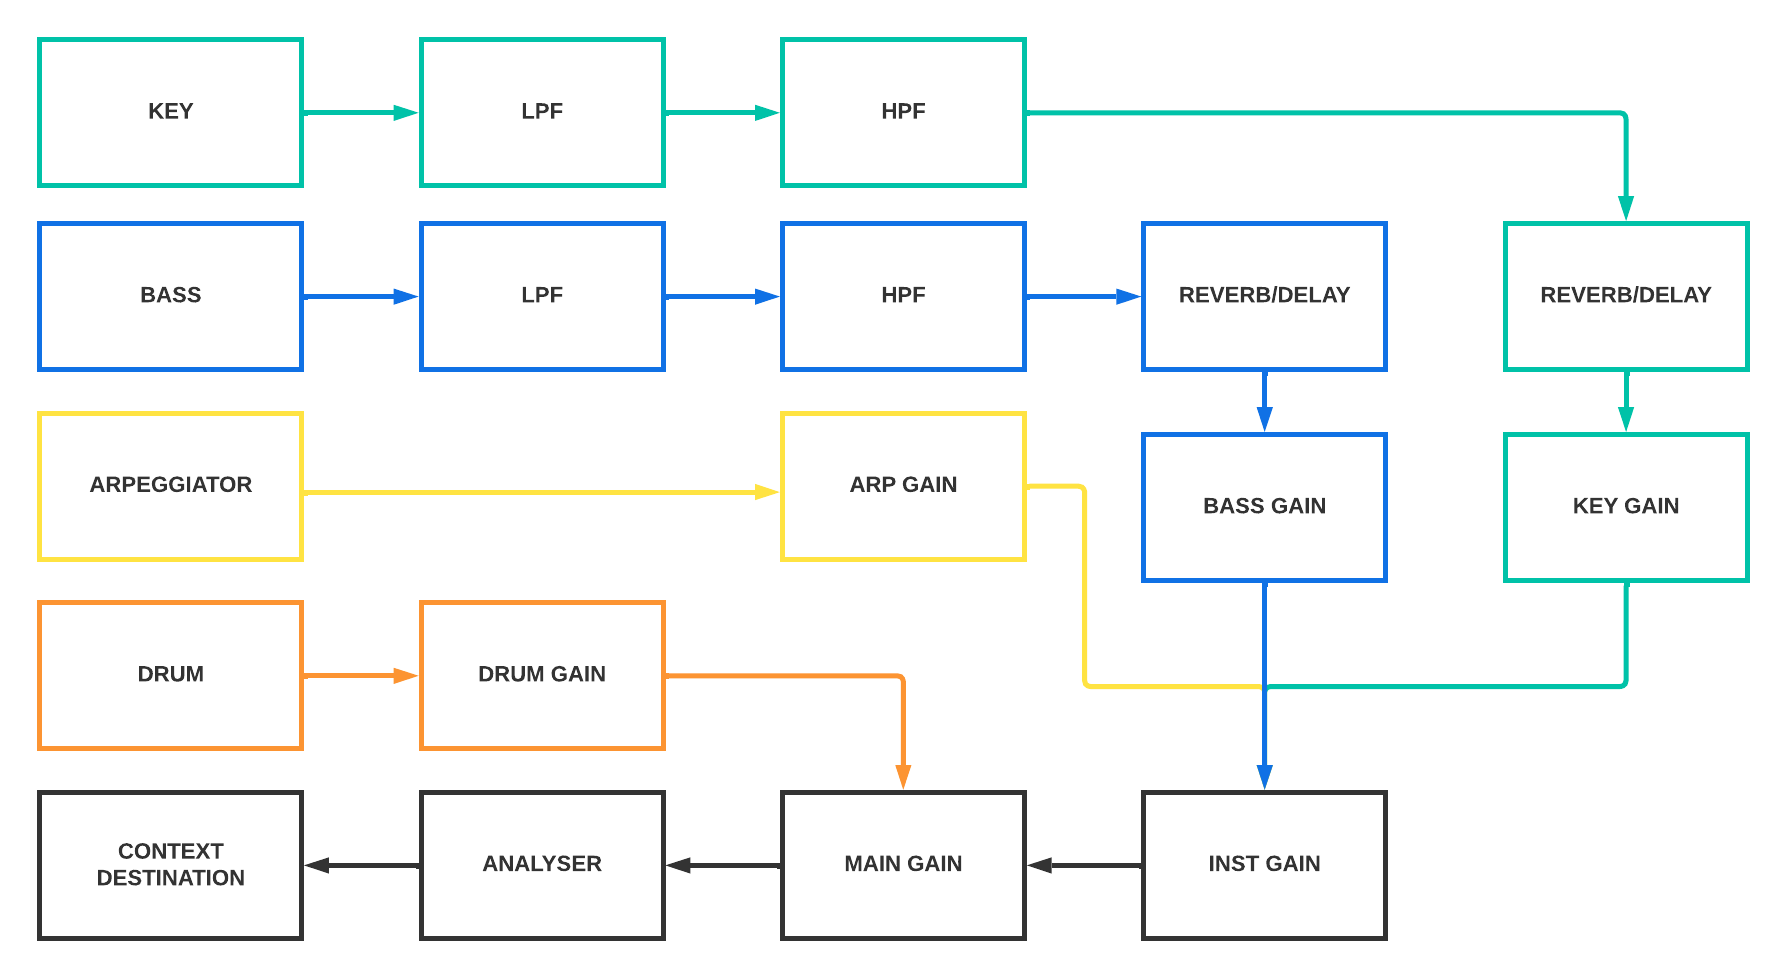 KEY
LPF
HPF
BASS
LPF
HPF
REVERB/DELAY
REVERB/DELAY
ARPEGGIATOR
ARP GAIN
BASS GAIN
KEY GAIN
DRUM
DRUM GAIN
CONTEXT
DESTINATION
ANALYSER
MAIN GAIN
INST GAIN